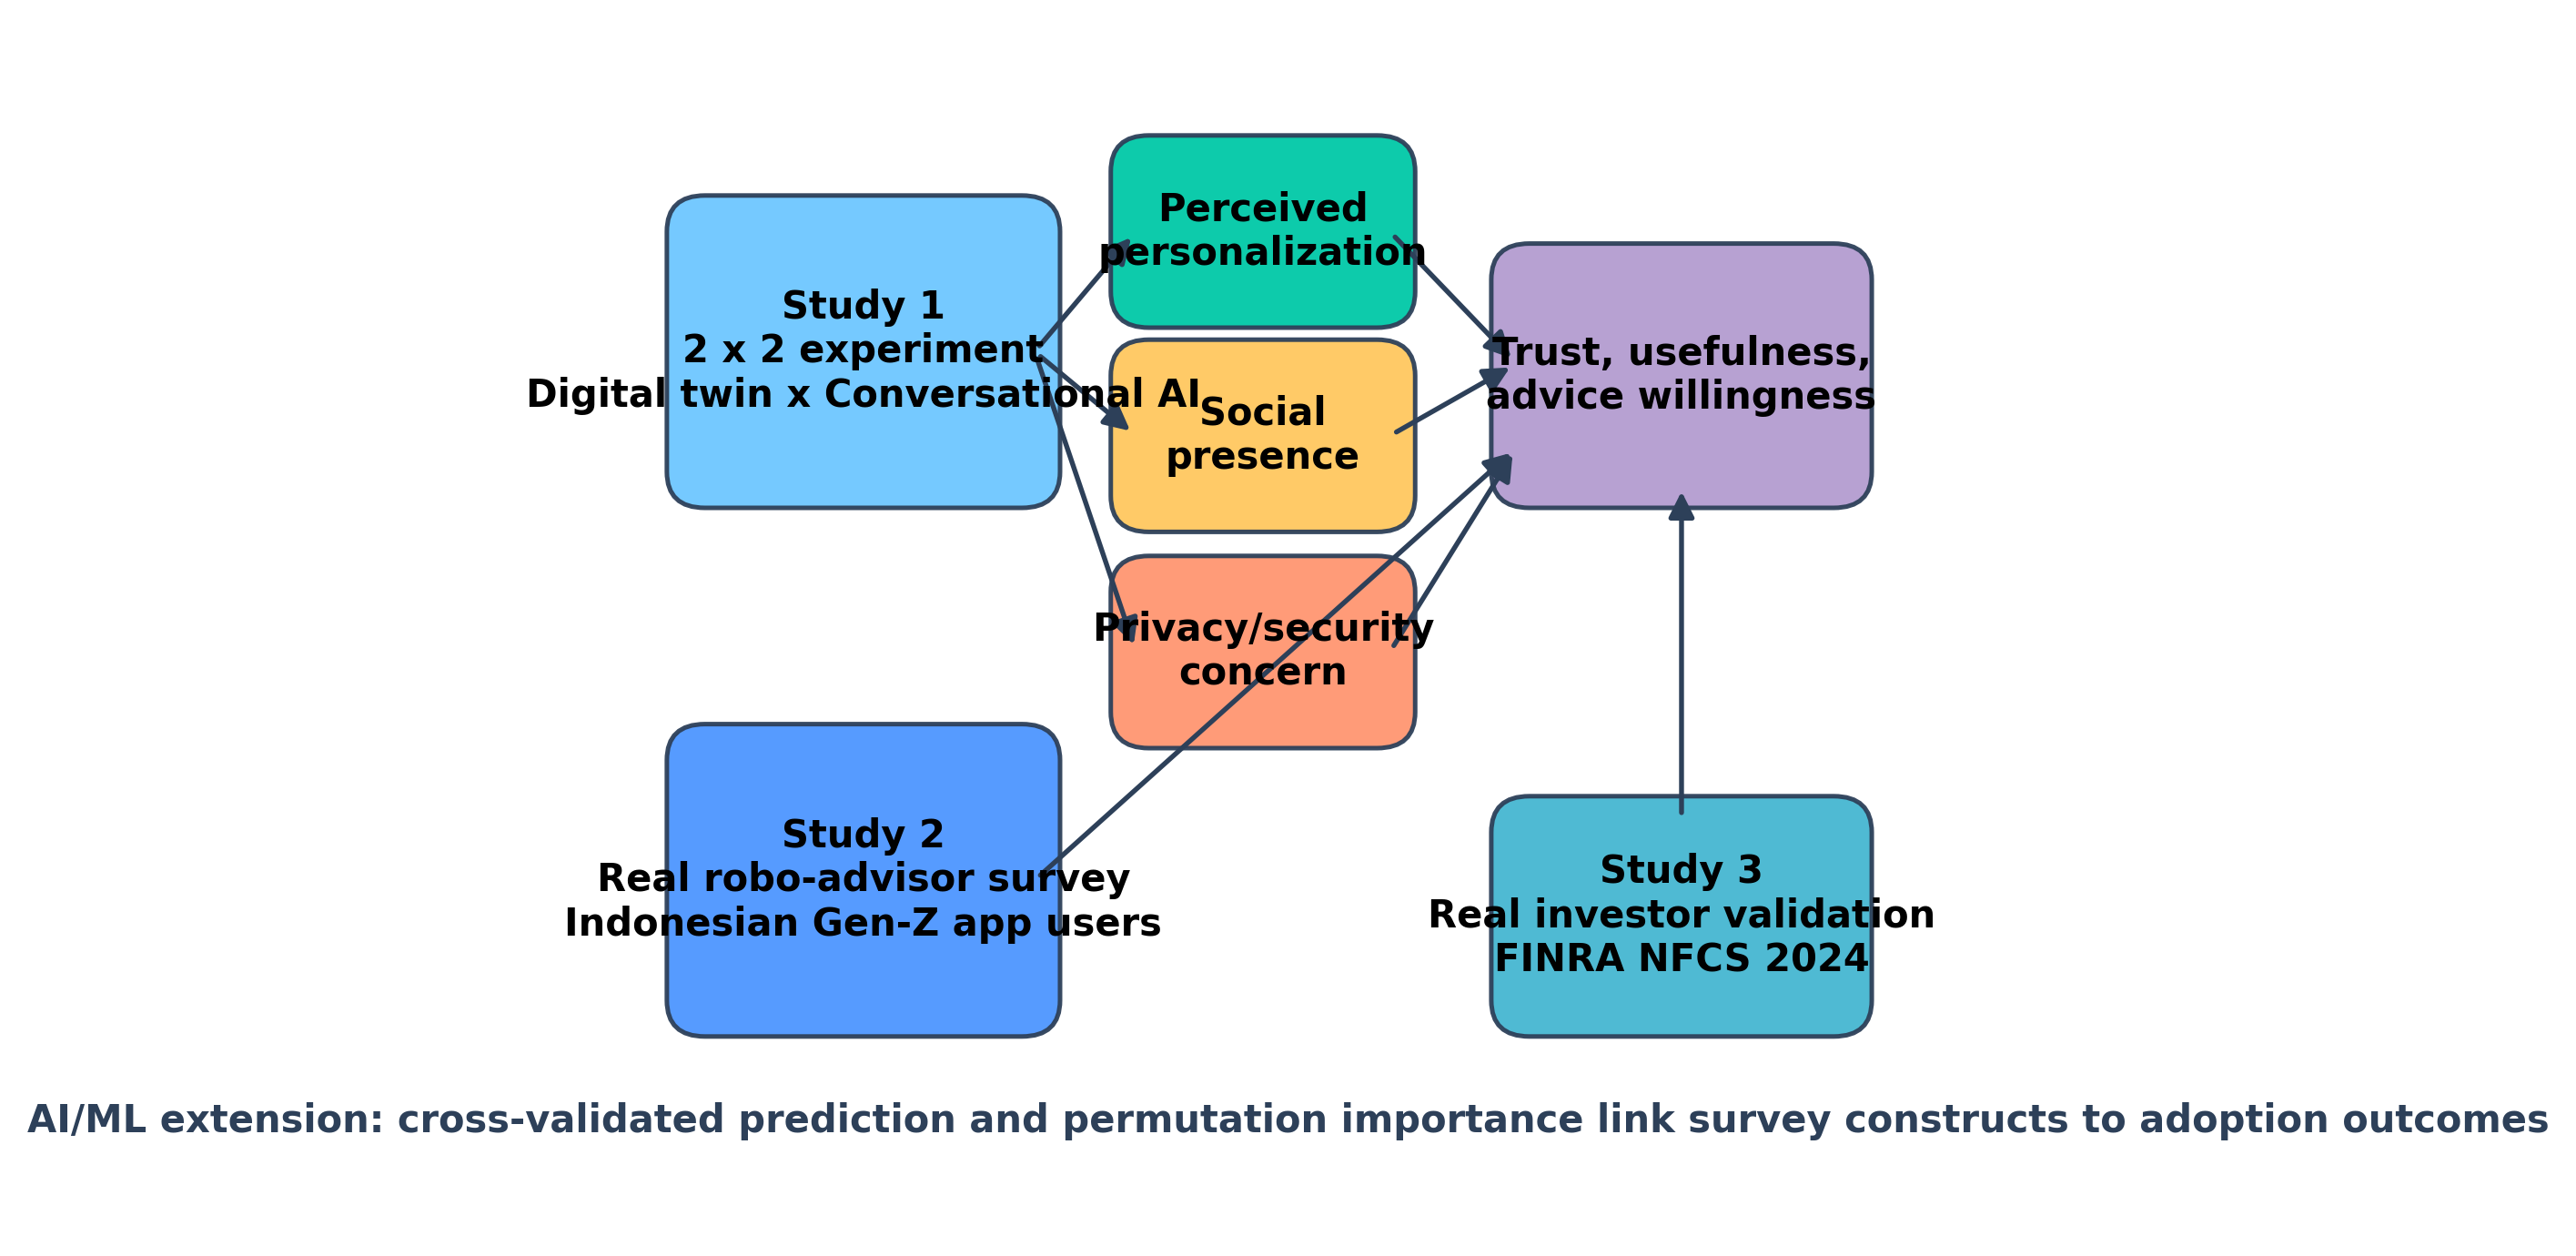 Perceived
personalization
Study 1
2 x 2 experiment
Digital twin x Conversational AI
Social
presence
Trust, usefulness,
advice willingness
Privacy/security
concern
Study 2
Real robo-advisor survey
Indonesian Gen-Z app users
Study 3
Real investor validation
FINRA NFCS 2024
AI/ML extension: cross-validated prediction and permutation importance link survey constructs to adoption outcomes